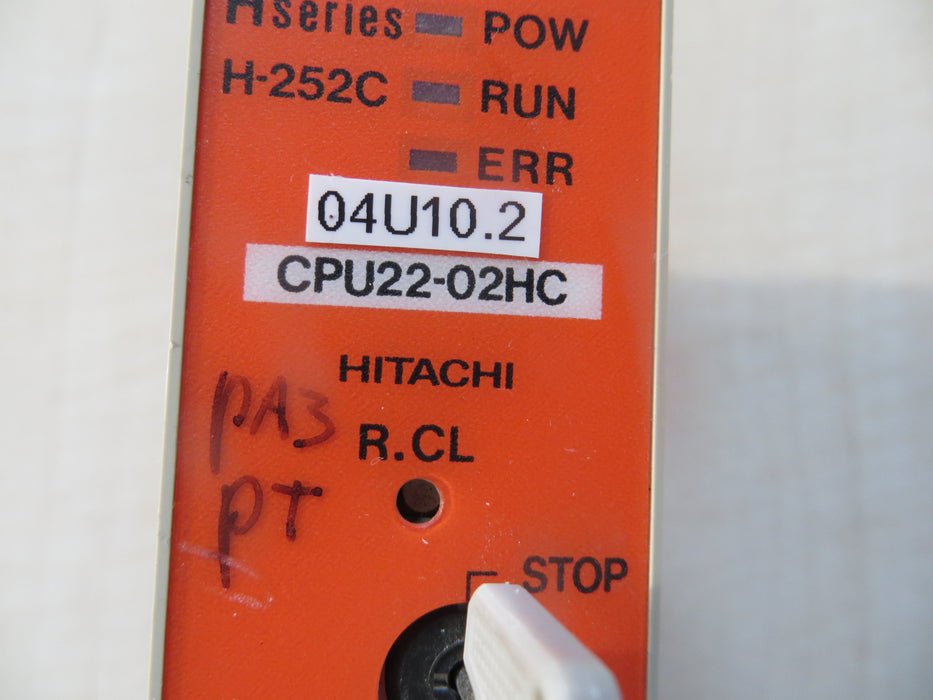 H series POW
H-252C RUN
ERR
04U10.2
CPU22-02HC
HITACHI
pA3
R.CL
pT
STOP